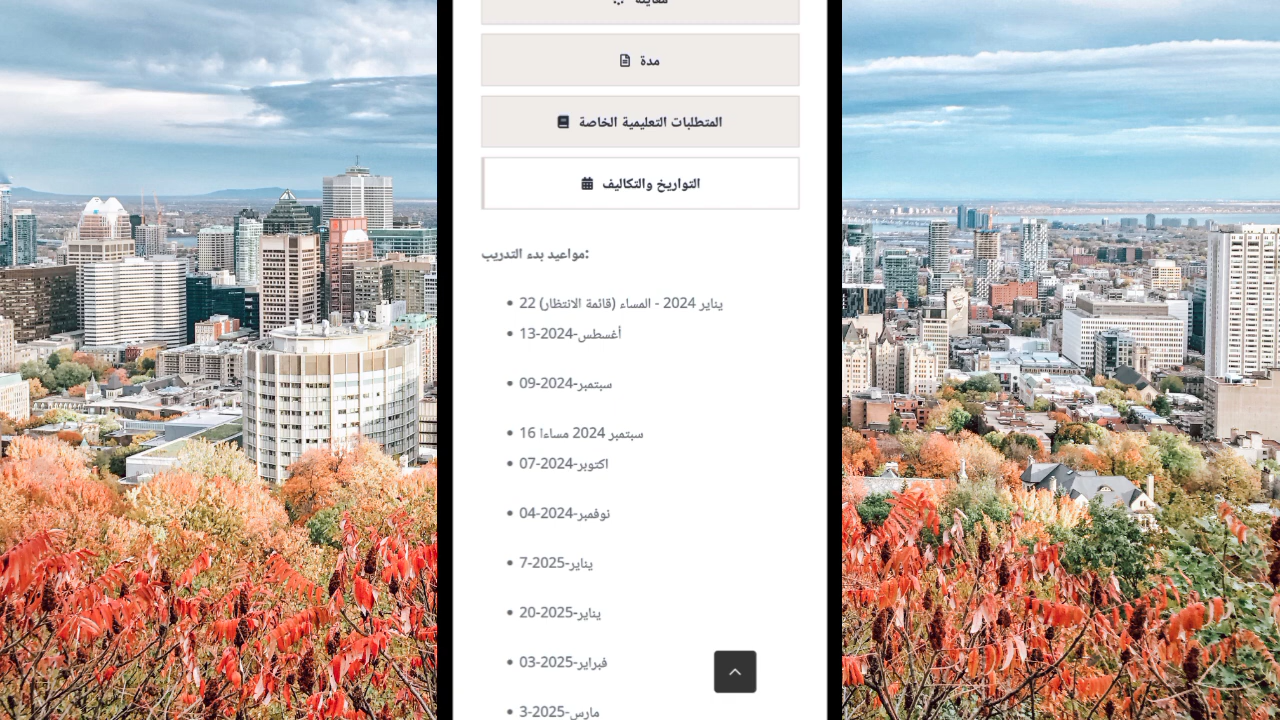 معاينة
مدة
المتطلبات التعليمية الخاصة
التواريخ والتكاليف
مواعيد بدء التدريب:
• 22 يناير 2024 - المساء (قائمة الانتظار)
• 13-أغسطس-2024
• 09-سبتمبر-2024
• 16 سبتمبر 2024 مساءا
• 07-اكتوبر-2024
• 04-نوفمبر-2024
• 7-يناير-2025
• 20-يناير-2025
• 03-فبراير-2025
• 3-مارس-2025